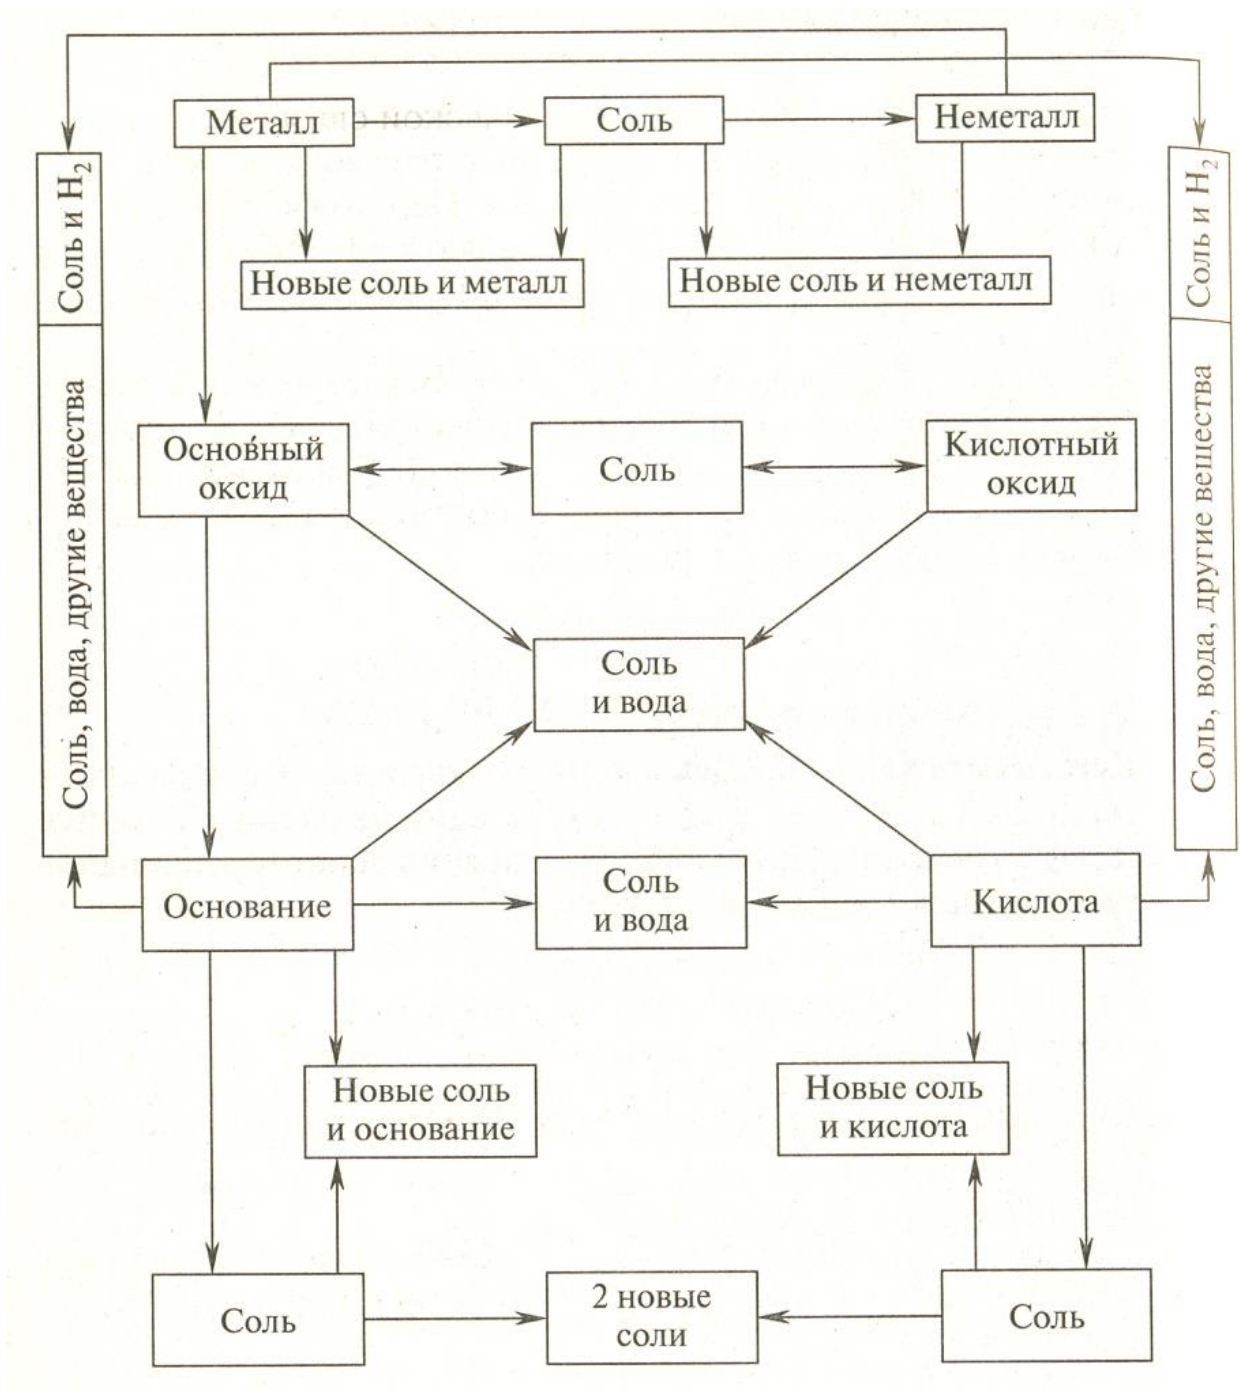 Металл
Соль
Неметалл
Соль и H₂
Соль и H₂
Новые соль и металл
Новые соль и неметалл
Соль, вода, другие вещества
Соль, вода, другие вещества
Осно́вный
оксид
Соль
Кислотный
оксид
Соль
и вода
Основание
Соль
и вода
Кислота
Новые соль
и основание
Новые соль
и кислота
Соль
2 новые
соли
Соль